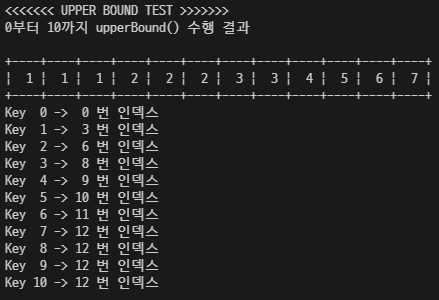 <<<<<<< UPPER BOUND TEST >>>>>>>
0부터 10까지 upperBound() 수행 결과
+----+----+----+----+----+----+----+----+----+----+----+----+
¦  1 ¦  1 ¦  1 ¦  2 ¦  2 ¦  2 ¦  3 ¦  3 ¦  4 ¦  5 ¦  6 ¦  7 ¦
+----+----+----+----+----+----+----+----+----+----+----+----+
Key  0 ->  0 번 인덱스
Key  1 ->  3 번 인덱스
Key  2 ->  6 번 인덱스
Key  3 ->  8 번 인덱스
Key  4 ->  9 번 인덱스
Key  5 -> 10 번 인덱스
Key  6 -> 11 번 인덱스
Key  7 -> 12 번 인덱스
Key  8 -> 12 번 인덱스
Key  9 -> 12 번 인덱스
Key 10 -> 12 번 인덱스